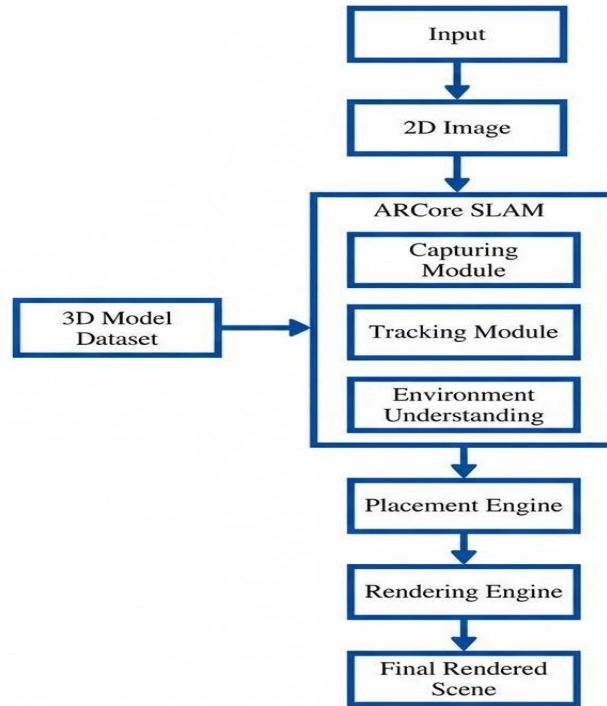 Input
2D Image
ARCore SLAM
Capturing
Module
3D Model
Dataset
Tracking Module
Environment
Understanding
Placement Engine
Rendering Engine
Final Rendered
Scene